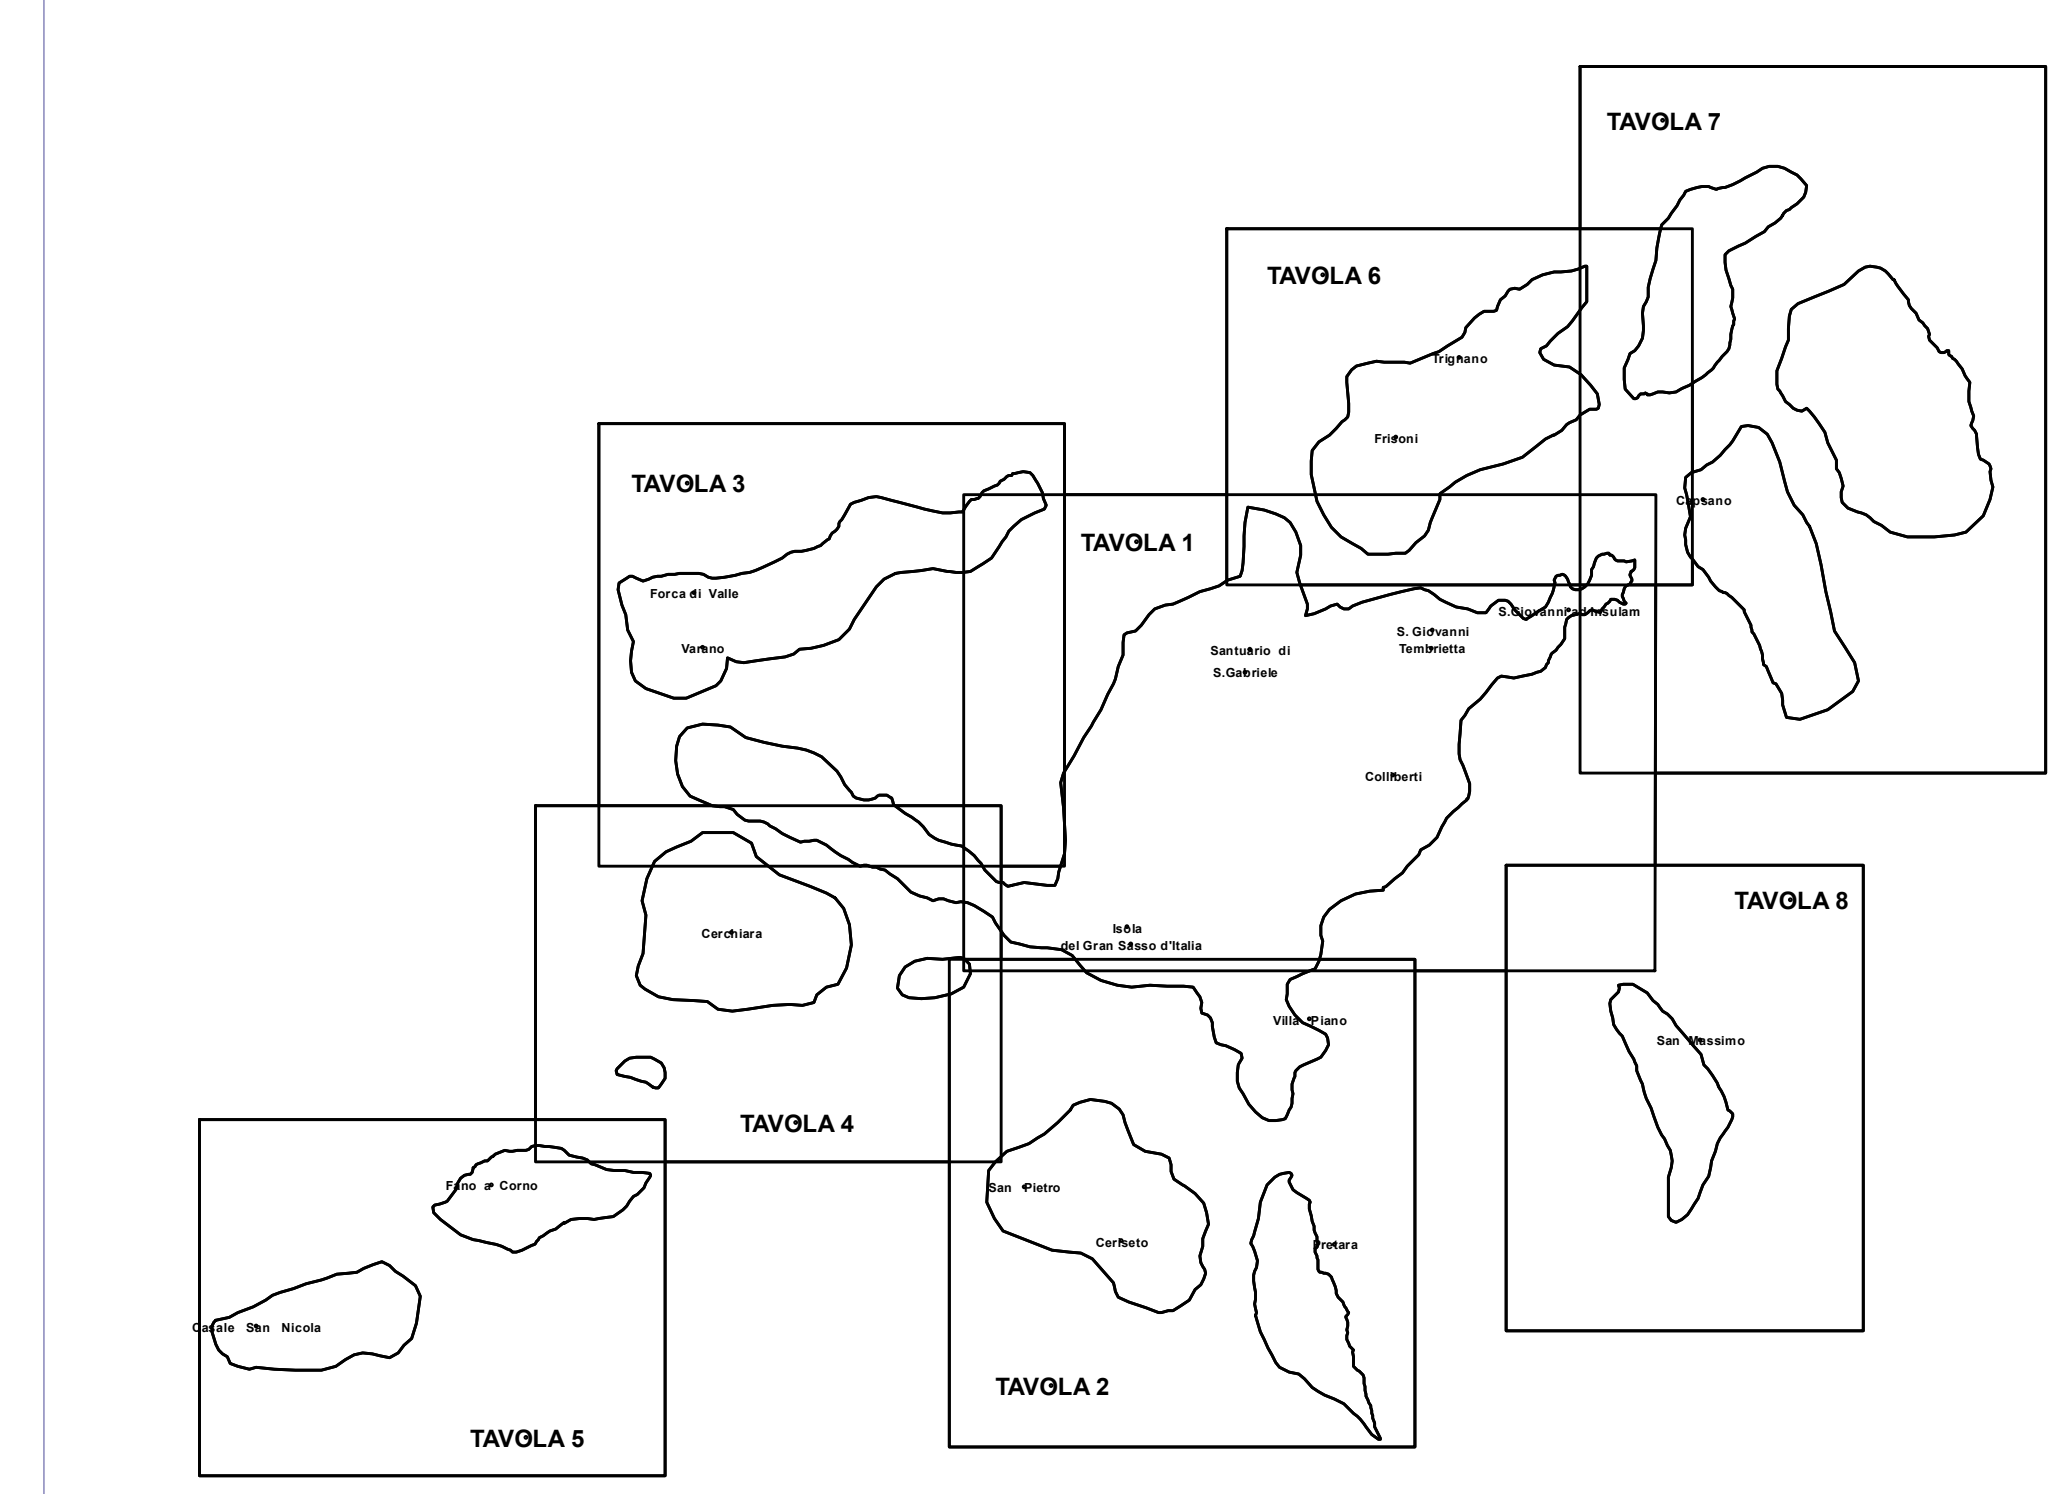 TAVOLA 7
TAVOLA 6
Trignano
Frisoni
TAVOLA 3
Capsano
TAVOLA 1
Forca di Valle
S.Giovanni ad Insulam
S. Giovanni
Tembrietta
Varano
Santuario di
S.Gabriele
Colliberti
TAVOLA 8
Isola
del Gran Sasso d'Italia
Cerchiara
Villa Piano
San Massimo
TAVOLA 4
Fano a Corno
San Pietro
Ceriseto
Pretara
Casale San Nicola
TAVOLA 2
TAVOLA 5